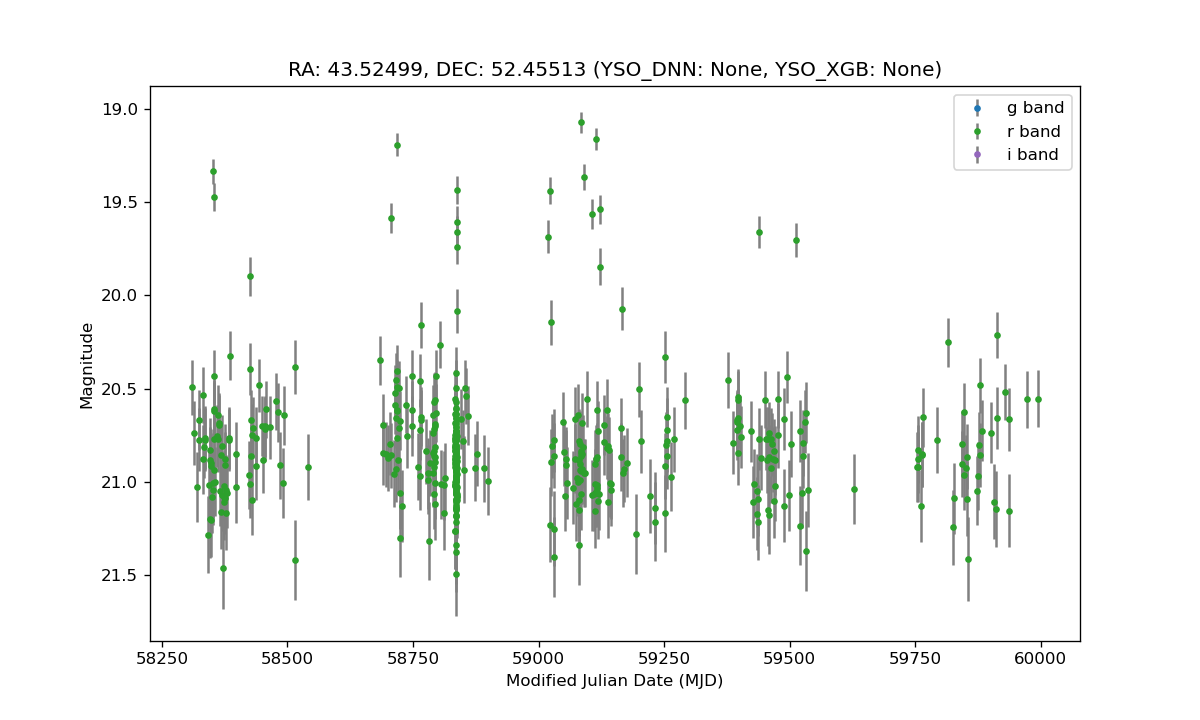 RA: 43.52499, DEC: 52.45513 (YSO_DNN: None, YSO_XGB: None)
g band
r band
i band
19.0
19.5
20.0
20.5
21.0
21.5
Magnitude
58250 58500 58750 59000 59250 59500 59750 60000
Modified Julian Date (MJD)